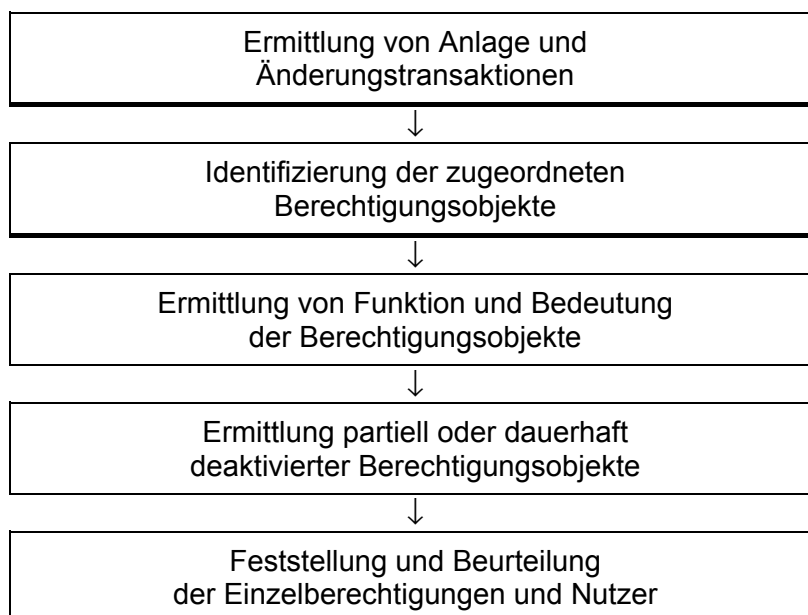 Ermittlung von Anlage und
Änderungstransaktionen
↓
Identifizierung der zugeordneten
Berechtigungsobjekte
↓
Ermittlung von Funktion und Bedeutung
der Berechtigungsobjekte
↓
Ermittlung partiell oder dauerhaft
deaktivierter Berechtigungsobjekte
↓
Feststellung und Beurteilung
der Einzelberechtigungen und Nutzer